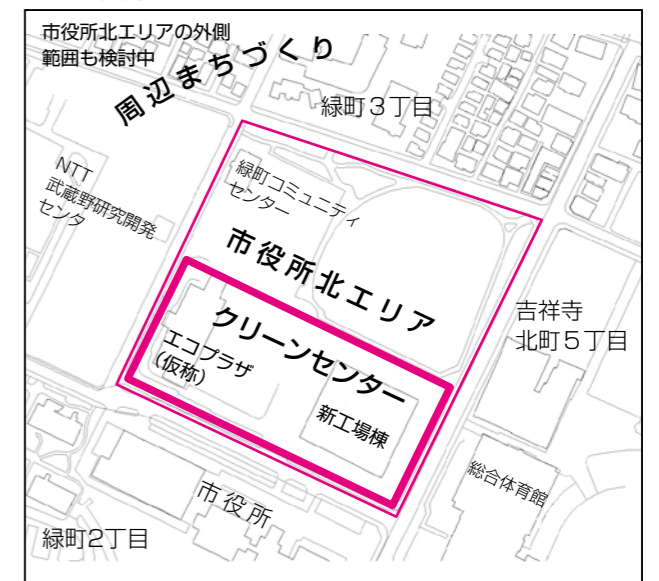 市役所北エリアの外側
範囲も検討中
周辺まちづくり
緑町3丁目
NTT
武蔵野研究開発
センタ
緑町コミュニティ
センター
市役所北エリア
吉祥寺
北町5丁目
クリーンセンター
エコプラザ
(仮称)
新工場棟
総合体育館
市役所
緑町2丁目